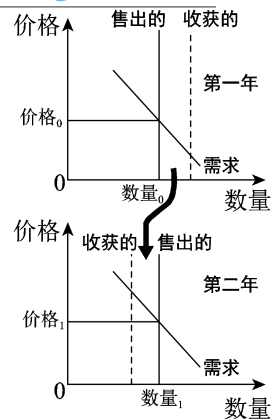 价格 售出的 收获的
第一年
价格₀
需求
0 数量₀ 数量
价格 收获的 售出的
第二年
价格₁
需求
0 数量₁ 数量